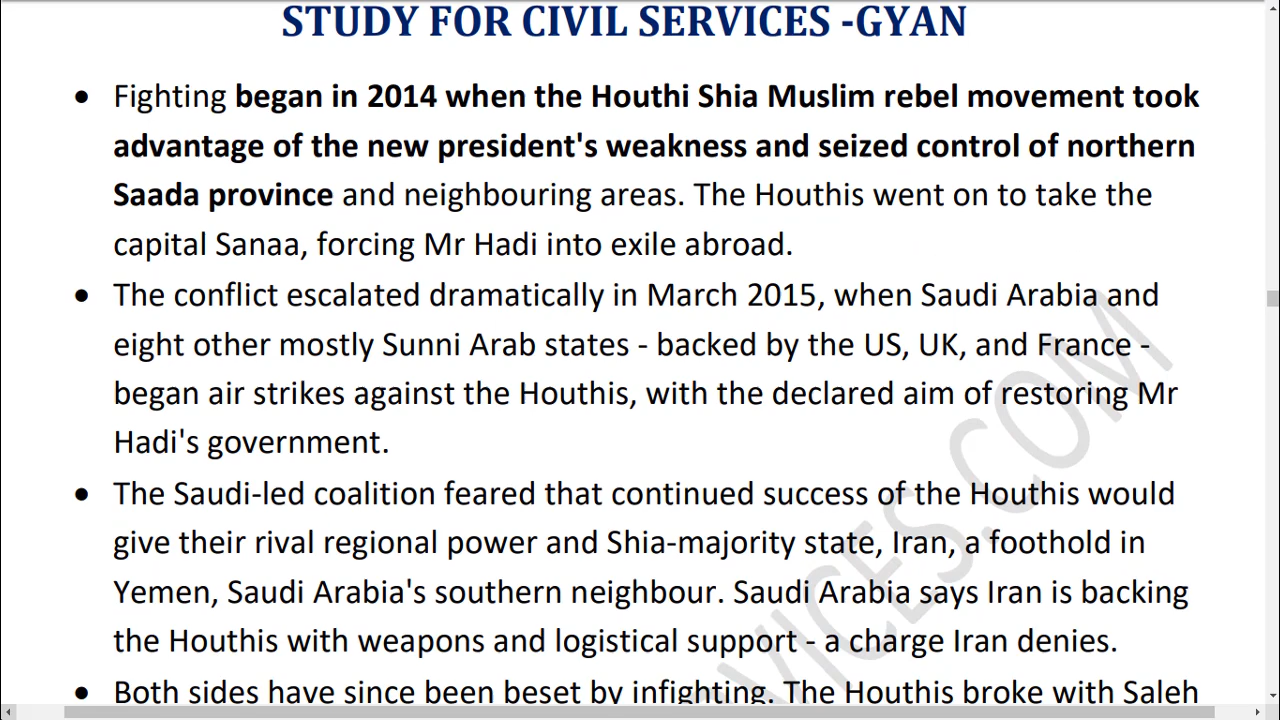 STUDY FOR CIVIL SERVICES -GYAN
• Fighting began in 2014 when the Houthi Shia Muslim rebel movement took
advantage of the new president's weakness and seized control of northern
Saada province and neighbouring areas. The Houthis went on to take the
capital Sanaa, forcing Mr Hadi into exile abroad.
• The conflict escalated dramatically in March 2015, when Saudi Arabia and
eight other mostly Sunni Arab states - backed by the US, UK, and France -
began air strikes against the Houthis, with the declared aim of restoring Mr
Hadi's government.
• The Saudi-led coalition feared that continued success of the Houthis would
give their rival regional power and Shia-majority state, Iran, a foothold in
Yemen, Saudi Arabia's southern neighbour. Saudi Arabia says Iran is backing
the Houthis with weapons and logistical support - a charge Iran denies.
• Both sides have since been beset by infighting. The Houthis broke with Saleh
VICES.COM